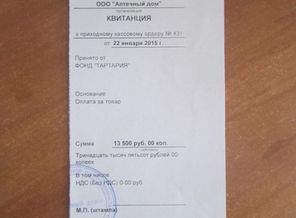 ООО "Аптечный дом"
организация
КВИТАНЦИЯ
к приходному кассовому ордеру № 431
от 22 января 2015 г.
Принято от
ФОНД "ТАРТАРИЯ"
Основание
Оплата за товар
Сумма 13 500 руб. 00 коп.
Тринадцать тысяч пятьсот рублей 00
копеек
В том числе
НДС (Без НДС) 0-00 руб.
М.П. (штампа)